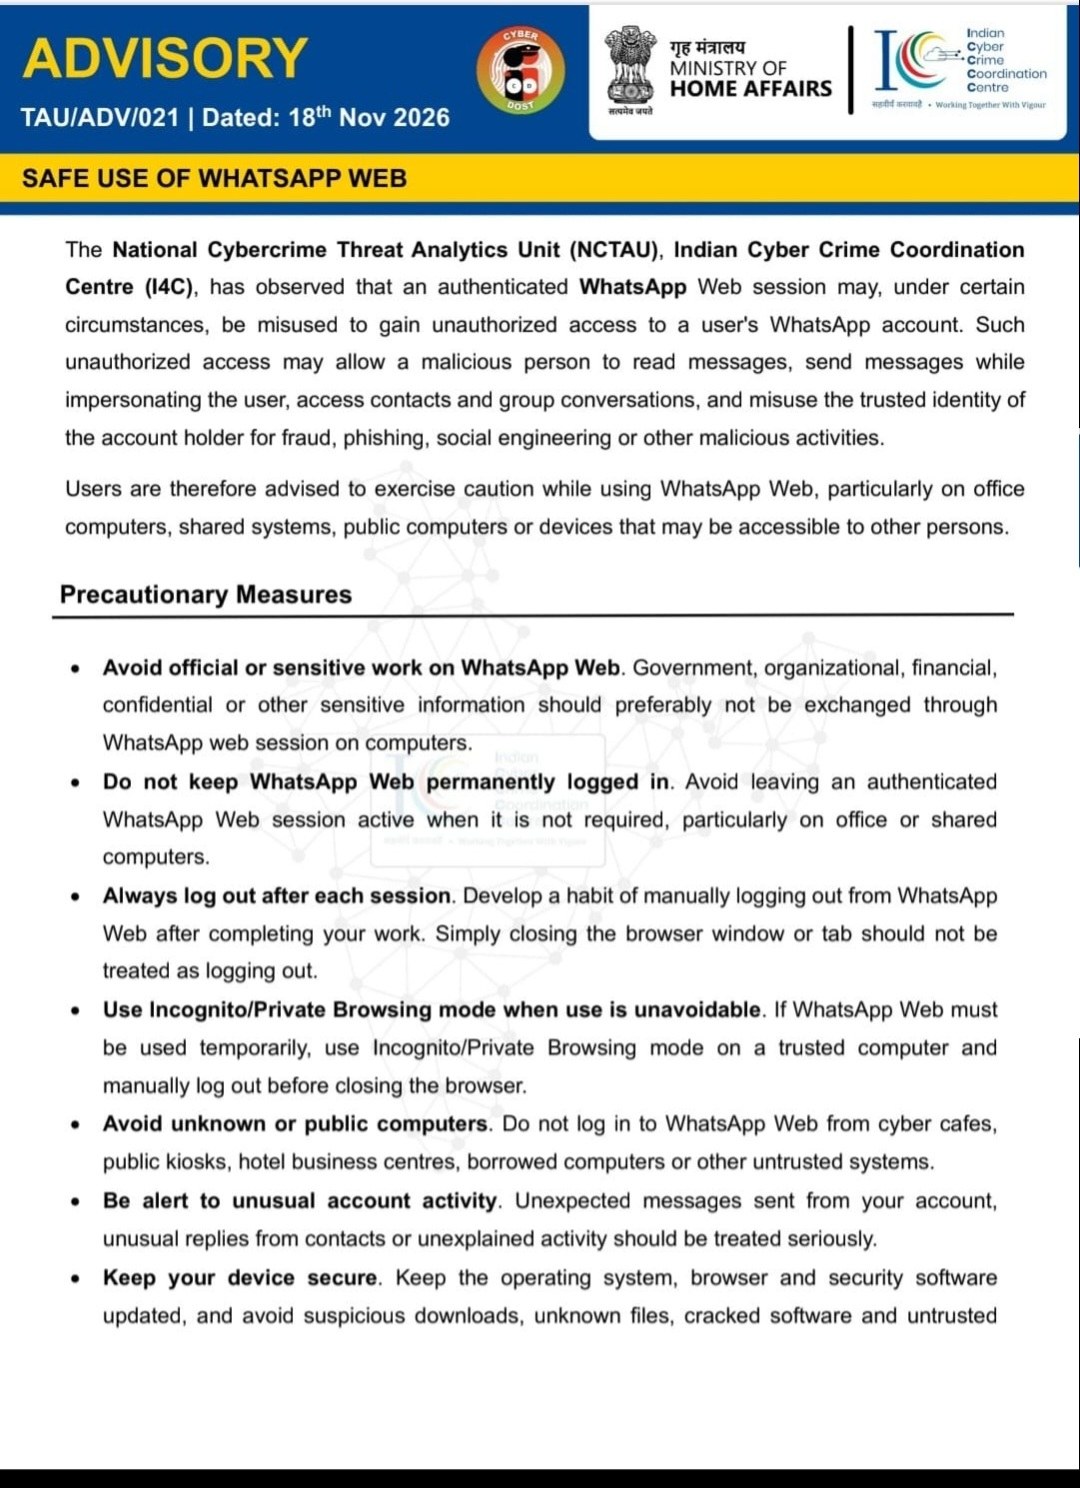 ADVISORY
TAU/ADV/021 | Dated: 18th Nov 2026
CYBER
DOST
सत्यमेव जयते
गृह मंत्रालय
MINISTRY OF
HOME AFFAIRS
Indian
Cyber
Crime
Coordination
Centre
• Working Together With Vigour
SAFE USE OF WHATSAPP WEB
The National Cybercrime Threat Analytics Unit (NCTAU), Indian Cyber Crime Coordination
Centre (I4C), has observed that an authenticated WhatsApp Web session may, under certain
circumstances, be misused to gain unauthorized access to a user's WhatsApp account. Such
unauthorized access may allow a malicious person to read messages, send messages while
impersonating the user, access contacts and group conversations, and misuse the trusted identity of
the account holder for fraud, phishing, social engineering or other malicious activities.
Users are therefore advised to exercise caution while using WhatsApp Web, particularly on office
computers, shared systems, public computers or devices that may be accessible to other persons.
Precautionary Measures
• Avoid official or sensitive work on WhatsApp Web. Government, organizational, financial,
confidential or other sensitive information should preferably not be exchanged through
WhatsApp web session on computers.
• Do not keep WhatsApp Web permanently logged in. Avoid leaving an authenticated
WhatsApp Web session active when it is not required, particularly on office or shared
computers.
• Always log out after each session. Develop a habit of manually logging out from WhatsApp
Web after completing your work. Simply closing the browser window or tab should not be
treated as logging out.
• Use Incognito/Private Browsing mode when use is unavoidable. If WhatsApp Web must
be used temporarily, use Incognito/Private Browsing mode on a trusted computer and
manually log out before closing the browser.
• Avoid unknown or public computers. Do not log in to WhatsApp Web from cyber cafes,
public kiosks, hotel business centres, borrowed computers or other untrusted systems.
• Be alert to unusual account activity. Unexpected messages sent from your account,
unusual replies from contacts or unexplained activity should be treated seriously.
• Keep your device secure. Keep the operating system, browser and security software
updated, and avoid suspicious downloads, unknown files, cracked software and untrusted